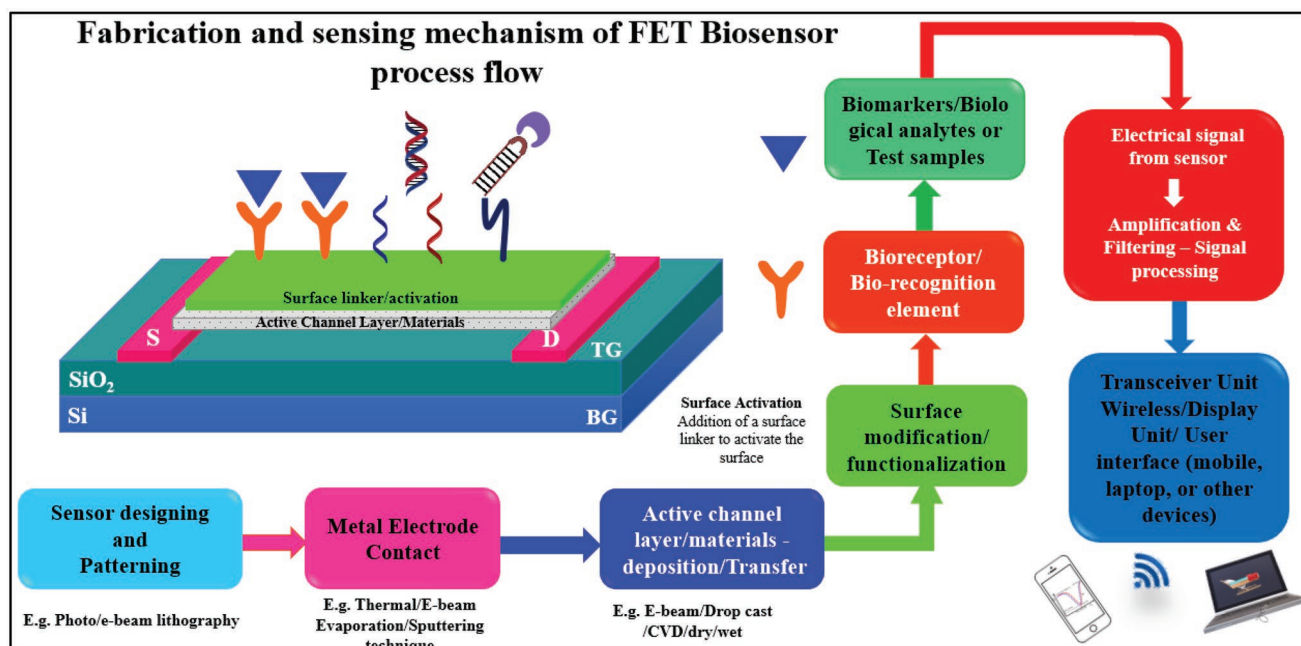 Fabrication and sensing mechanism of FET Biosensor
process flow
Surface linker/activation
Active Channel Layer/Materials
S
D
TG
SiO2
Si
BG
Sensor designing
and
Patterning
E.g. Photo/e-beam lithography
Metal Electrode
Contact
E.g. Thermal/E-beam
Evaporation/Sputtering
technique
Active channel
layer/materials -
deposition/Transfer
E.g. E-beam/Drop cast
/CVD/dry/wet
Surface Activation
Addition of a surface
linker to activate the
surface
Surface
modification/
functionalization
Bioreceptor/
Bio-recognition
element
Biomarkers/Biolo
gical analytes or
Test samples
Electrical signal
from sensor
Amplification &
Filtering – Signal
processing
Transceiver Unit
Wireless/Display
Unit/ User
interface (mobile,
laptop, or other
devices)